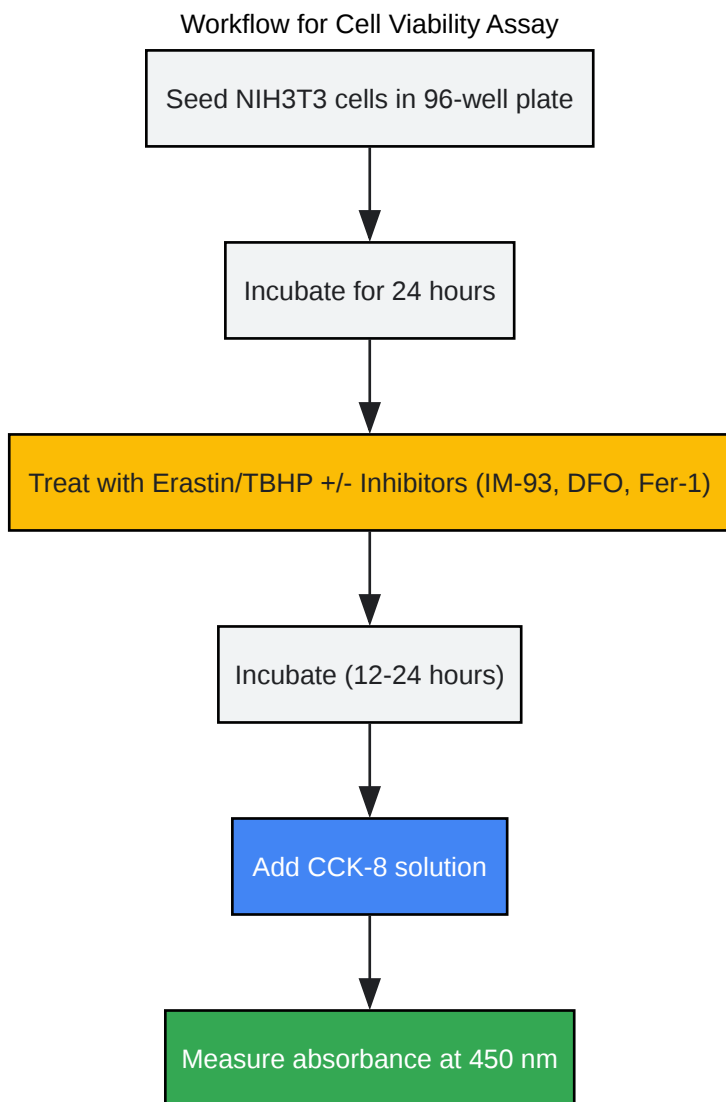 Workflow for Cell Viability Assay
Seed NIH3T3 cells in 96-well plate
Incubate for 24 hours
Treat with Erastin/TBHP +/- Inhibitors (IM-93, DFO, Fer-1)
Incubate (12-24 hours)
Add CCK-8 solution
Measure absorbance at 450 nm